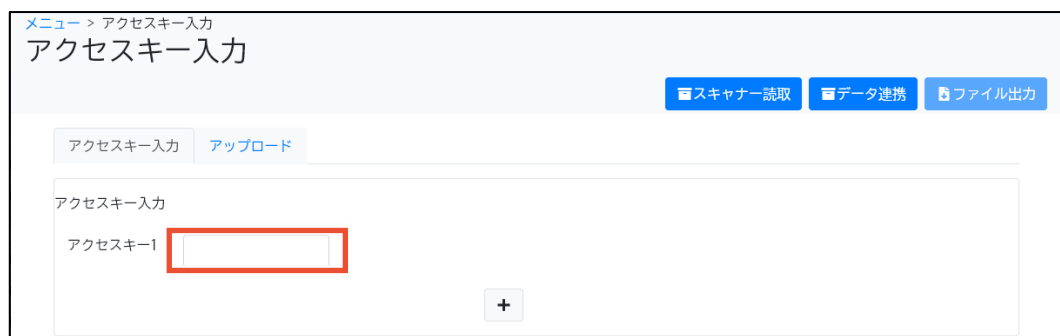 メニュー > アクセスキー入力
アクセスキー入力
スキャナー読取 データ連携 ファイル出力
アクセスキー入力 アップロード
アクセスキー入力
アクセスキー1
+